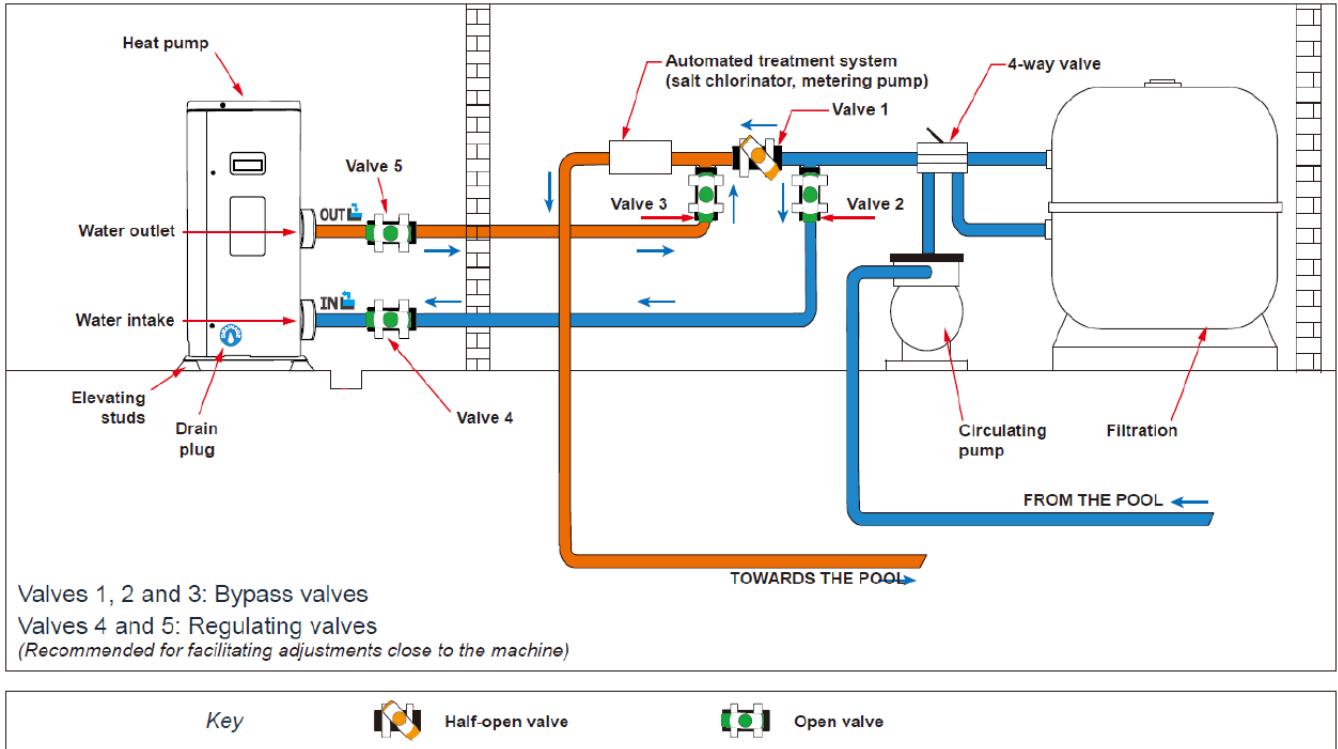 Heat pump
Automated treatment system
(salt chlorinator, metering pump)
4-way valve
Valve 1
Valve 5
Valve 3
Valve 2
OUT
Water outlet
IN
Water intake
Elevating
studs
Drain
plug
Valve 4
Circulating
pump
Filtration
FROM THE POOL
TOWARDS THE POOL
Valves 1, 2 and 3: Bypass valves
Valves 4 and 5: Regulating valves
(Recommended for facilitating adjustments close to the machine)
Key
Half-open valve
Open valve